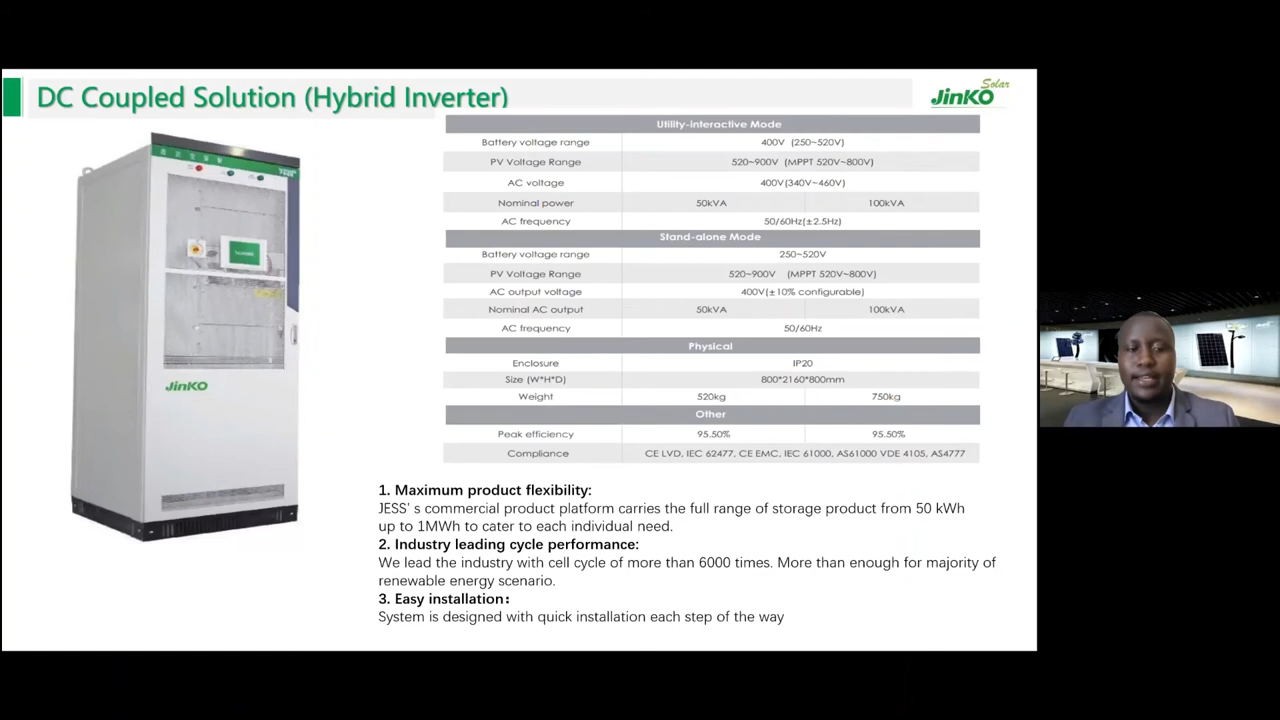 DC Coupled Solution (Hybrid Inverter)
Solar
JinKO
Utility-interactive Mode
Battery voltage range 400V (250~520V)
PV Voltage Range 520~900V (MPPT 520V~800V)
AC voltage 400V(340V~460V)
Nominal power 50kVA 100kVA
AC frequency 50/60Hz(±2.5Hz)
Stand-alone Mode
Battery voltage range 250~520V
PV Voltage Range 520~900V (MPPT 520V~800V)
AC output voltage 400V(±10% configurable)
Nominal AC output 50kVA 100kVA
AC frequency 50/60Hz
Physical
Enclosure IP20
Size (W*H*D) 800*2160*800mm
Weight 520kg 750kg
Other
Peak efficiency 95.50% 95.50%
Compliance CE LVD, IEC 62477, CE EMC, IEC 61000, AS61000 VDE 4105, AS4777
JinKO
1. Maximum product flexibility:
JESS' s commercial product platform carries the full range of storage product from 50 kWh
up to 1MWh to cater to each individual need.
2. Industry leading cycle performance:
We lead the industry with cell cycle of more than 6000 times. More than enough for majority of
renewable energy scenario.
3. Easy installation：
System is designed with quick installation each step of the way